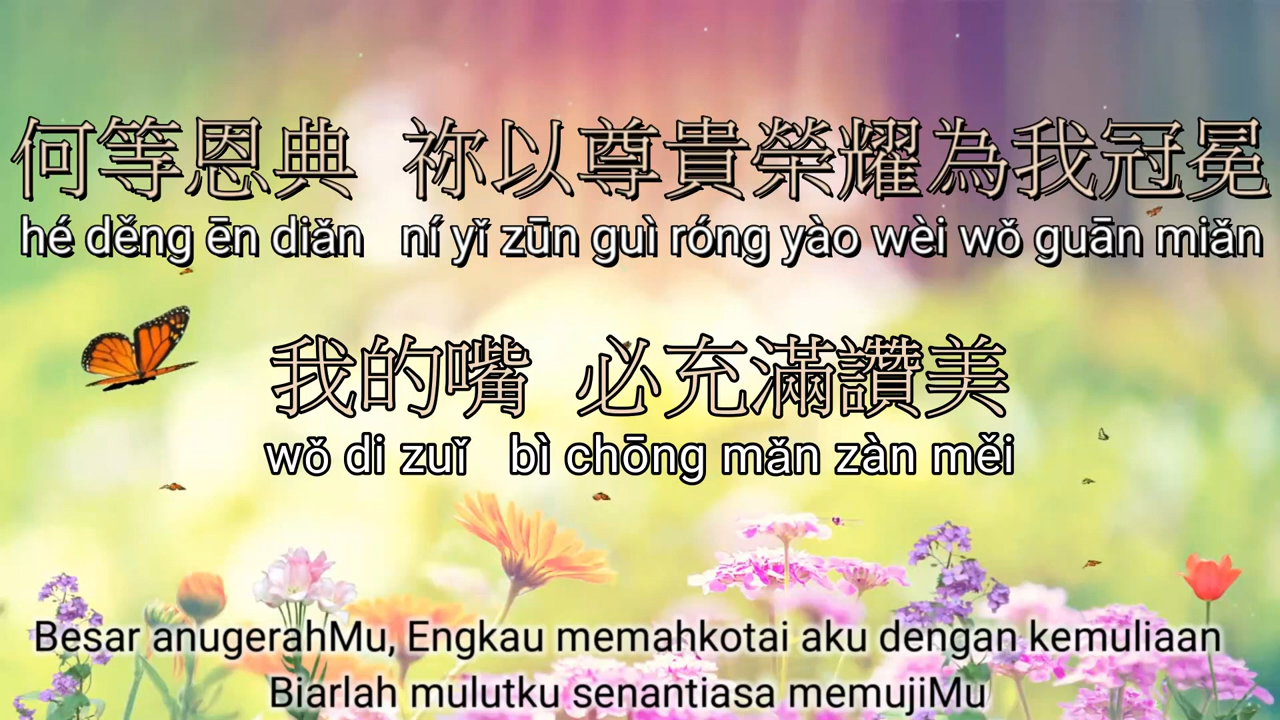 何等恩典 祢以尊貴榮耀為我冠冕
hé děng ēn diǎn ní yǐ zūn guì róng yào wèi wǒ guān miǎn
我的嘴 必充滿讚美
wǒ di zuǐ bì chōng mǎn zàn měi
Besar anugerahMu, Engkau memahkotai aku dengan kemuliaan
Biarlah mulutku senantiasa memujiMu